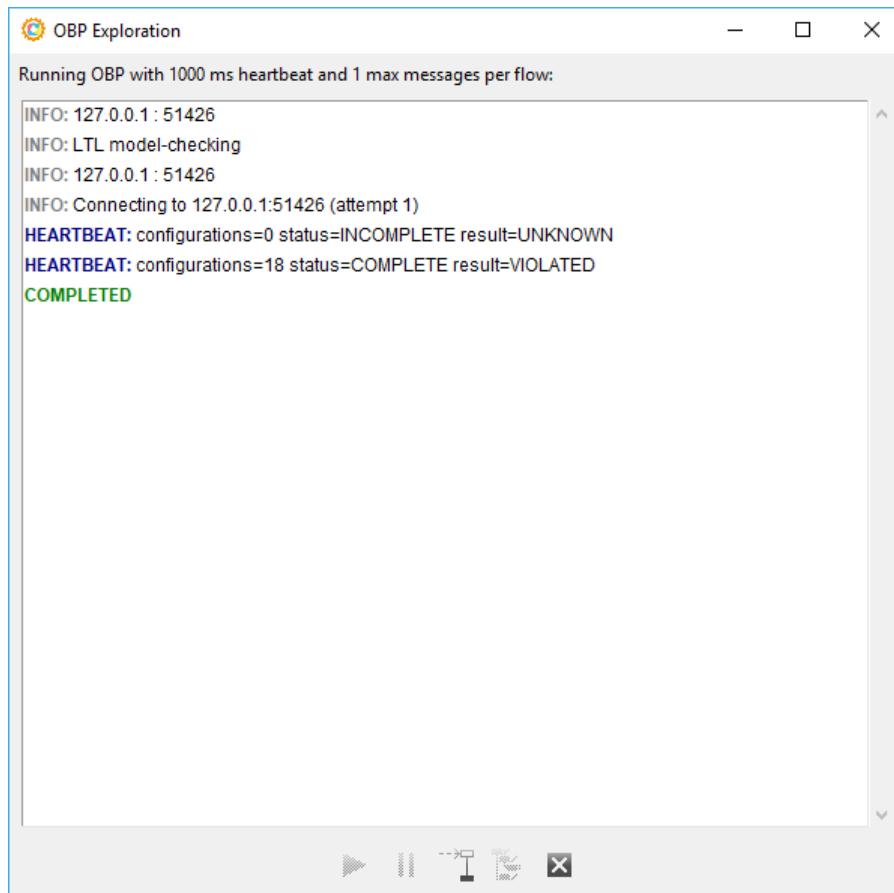 OBP Exploration
Running OBP with 1000 ms heartbeat and 1 max messages per flow:
INFO: 127.0.0.1 : 51426
INFO: LTL model-checking
INFO: 127.0.0.1 : 51426
INFO: Connecting to 127.0.0.1:51426 (attempt 1)
HEARTBEAT: configurations=0 status=INCOMPLETE result=UNKNOWN
HEARTBEAT: configurations=18 status=COMPLETE result=VIOLATED
COMPLETED